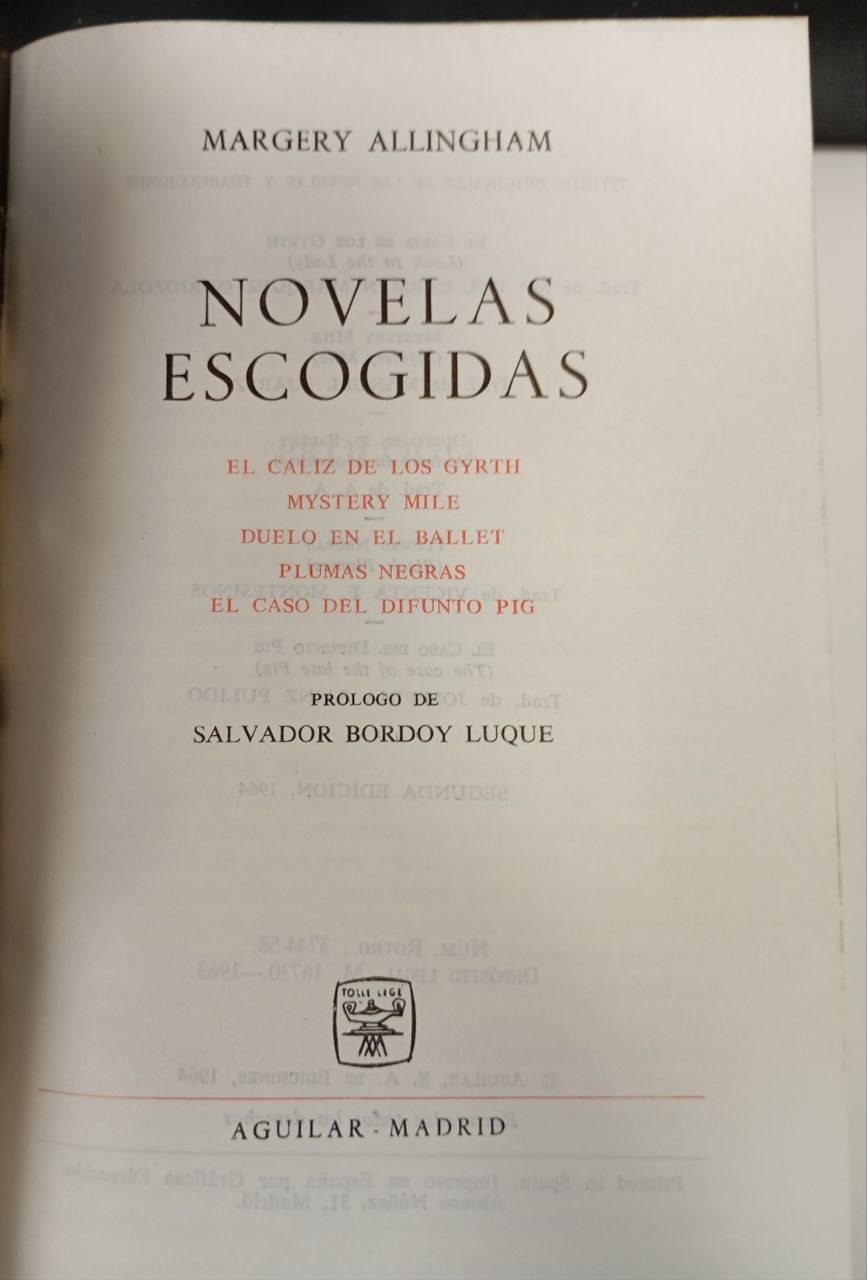 MARGERY ALLINGHAM
NOVELAS
ESCOGIDAS
EL CALIZ DE LOS GYRTH
MYSTERY MILE
DUELO EN EL BALLET
PLUMAS NEGRAS
EL CASO DEL DIFUNTO PIG
PROLOGO DE
SALVADOR BORDOY LUQUE
TOLLE LEGE
AGUILAR - MADRID